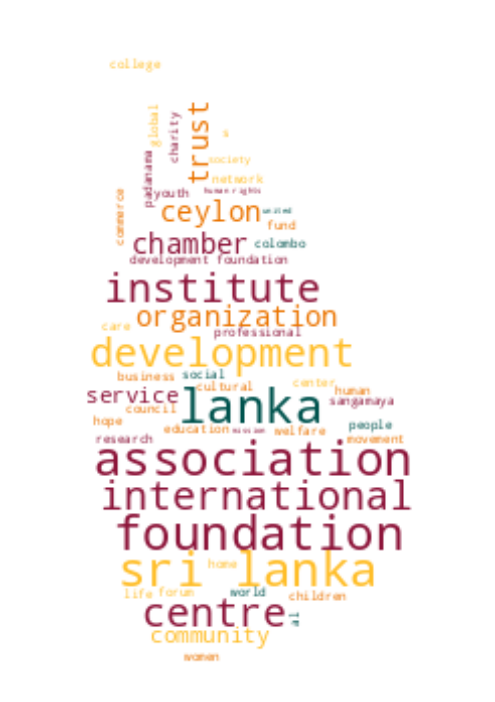 college
global
charity
trust
s
society
padanama
network
youth
human rights
commerce
ceylon
united
fund
chamber
colombo
development foundation
institute
organization
care
professional
development
business
social
cultural
center
human
service
lanka
sangamaya
council
hope
education
mission
welfare
people
research
movement
association
international
foundation
sri lanka
home
life
forum
world
children
centre
community
women